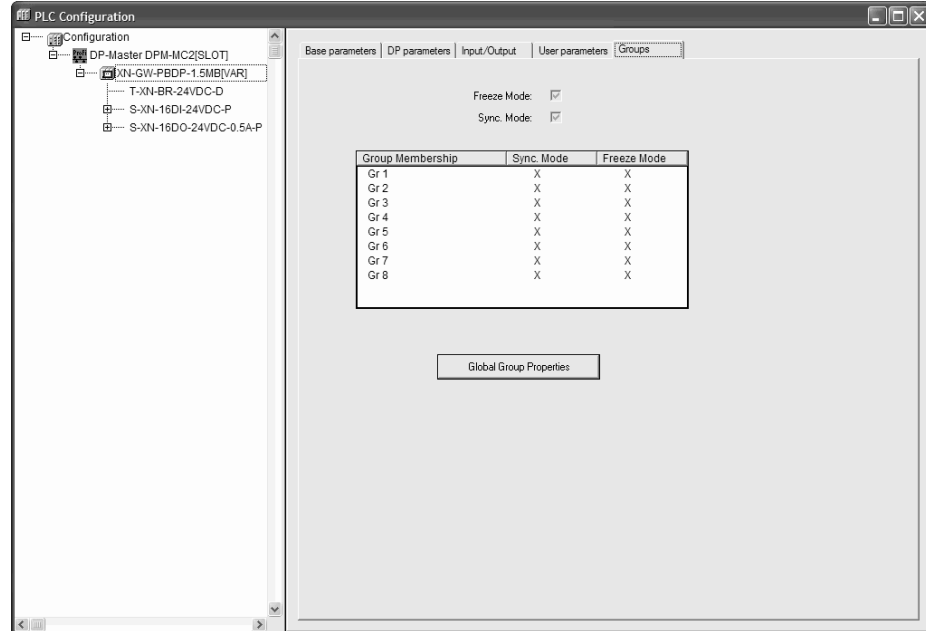 PLC Configuration
Configuration
DP-Master DPM-MC2[SLOT]
XN-GW-PBDP-1.5MB[VAR]
T-XN-BR-24VDC-D
S-XN-16DI-24VDC-P
S-XN-16DO-24VDC-0.5A-P
Base parameters DP parameters Input/Output User parameters Groups
Freeze Mode:
Sync. Mode:
Group Membership Sync. Mode Freeze Mode
Gr 1 X X
Gr 2 X X
Gr 3 X X
Gr 4 X X
Gr 5 X X
Gr 6 X X
Gr 7 X X
Gr 8 X X
Global Group Properties